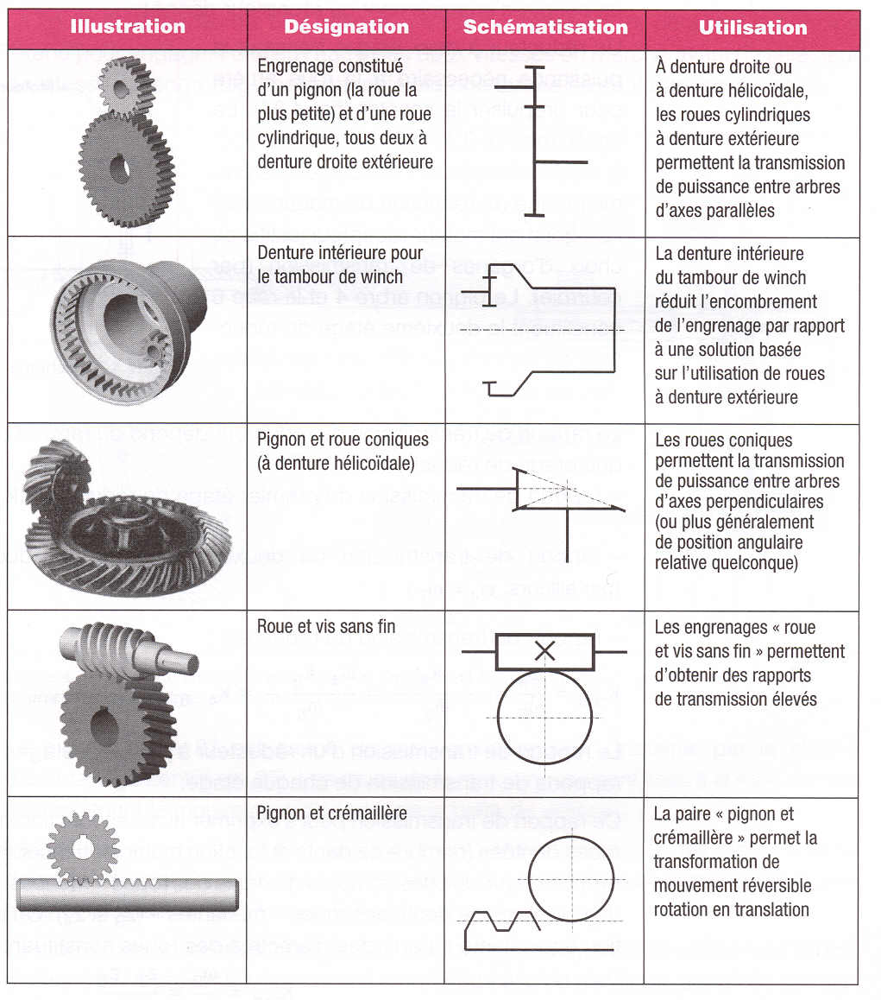 Illustration
Désignation
Schématisation
Utilisation
Engrenage constitué
d'un pignon (la roue la
plus petite) et d'une roue
cylindrique, tous deux à
denture droite extérieure
À denture droite ou
à denture hélicoïdale,
les roues cylindriques
à denture extérieure
permettent la transmission
de puissance entre arbres
d'axes parallèles
Denture intérieure pour
le tambour de winch
La denture intérieure
du tambour de winch
réduit l'encombrement
de l'engrenage par rapport
à une solution basée
sur l'utilisation de roues
à denture extérieure
Pignon et roue coniques
(à denture hélicoïdale)
Les roues coniques
permettent la transmission
de puissance entre arbres
d'axes perpendiculaires
(ou plus généralement
de position angulaire
relative quelconque)
Roue et vis sans fin
Les engrenages « roue
et vis sans fin » permettent
d'obtenir des rapports
de transmission élevés
Pignon et crémaillère
La paire « pignon et
crémaillère » permet la
transformation de
mouvement réversible
rotation en translation